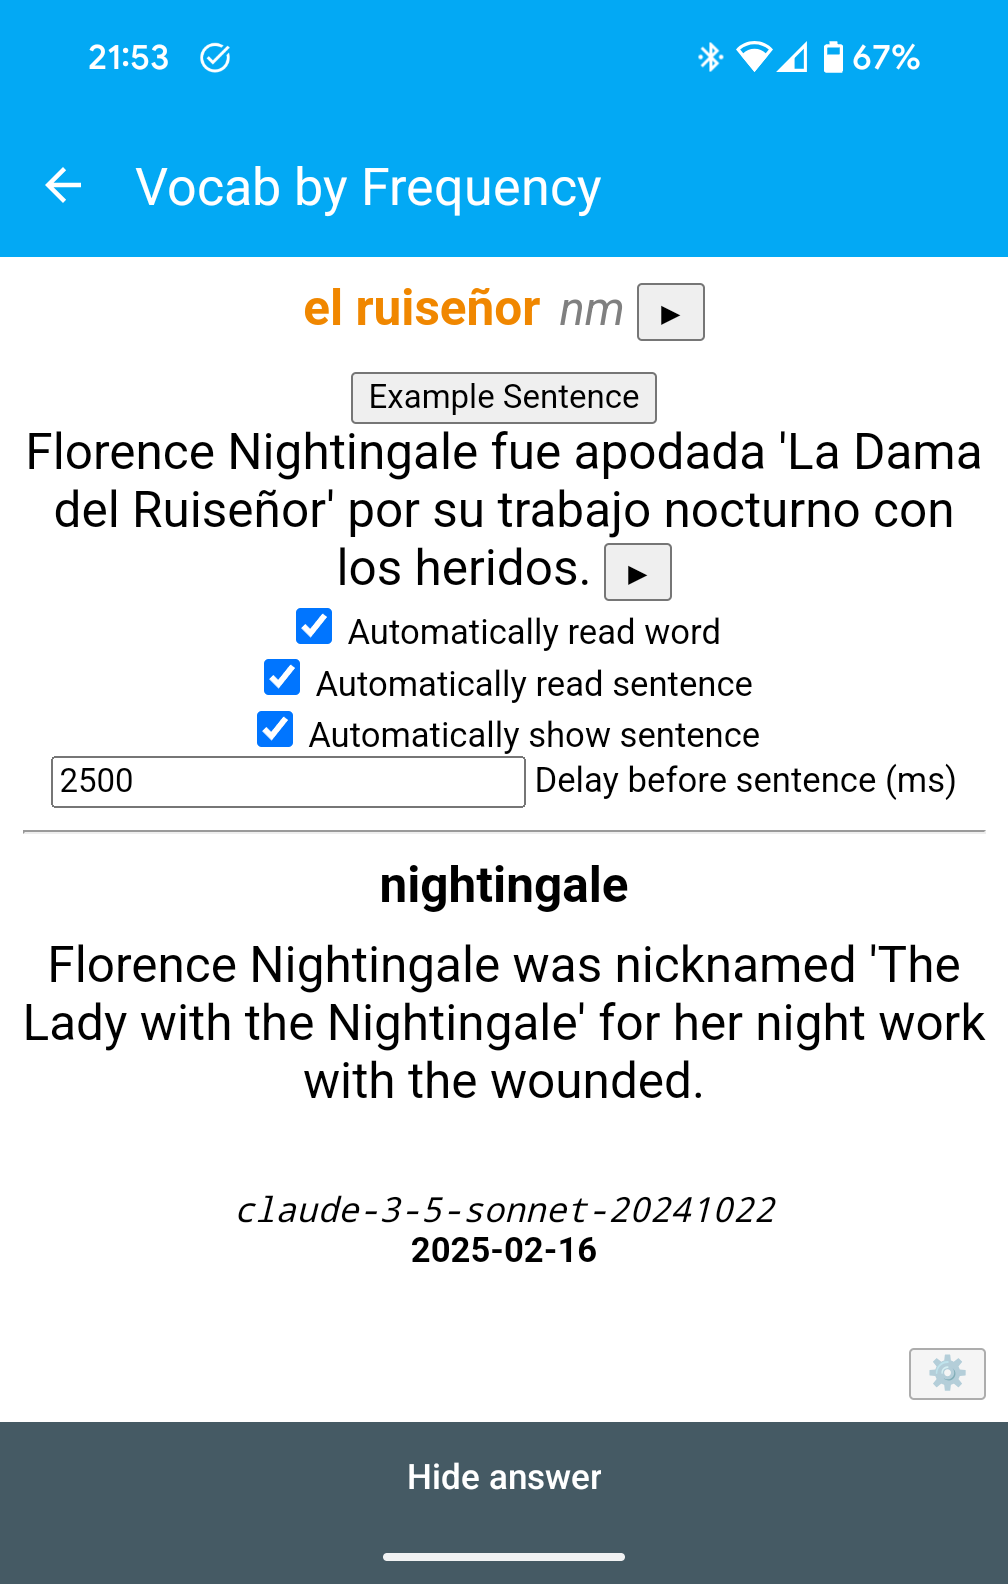 21:53 67%
Vocab by Frequency
el ruiseñor nm
Example Sentence
Florence Nightingale fue apodada 'La Dama
del Ruiseñor' por su trabajo nocturno con
los heridos.
Automatically read word
Automatically read sentence
Automatically show sentence
2500 Delay before sentence (ms)
nightingale
Florence Nightingale was nicknamed 'The
Lady with the Nightingale' for her night work
with the wounded.
claude-3-5-sonnet-20241022
2025-02-16
Hide answer